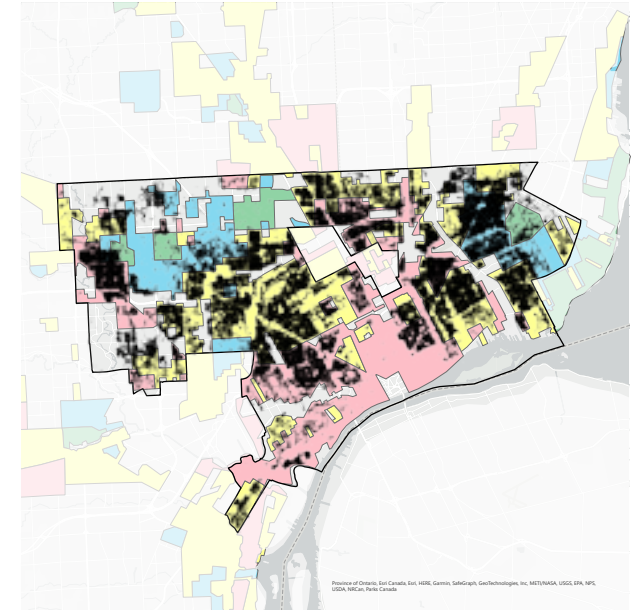 Province of Ontario, Esri Canada, Esri, HERE, Garmin, SafeGraph, GeoTechnologies, Inc, METI/NASA, USGS, EPA, NPS,
USDA, NRCan, Parks Canada